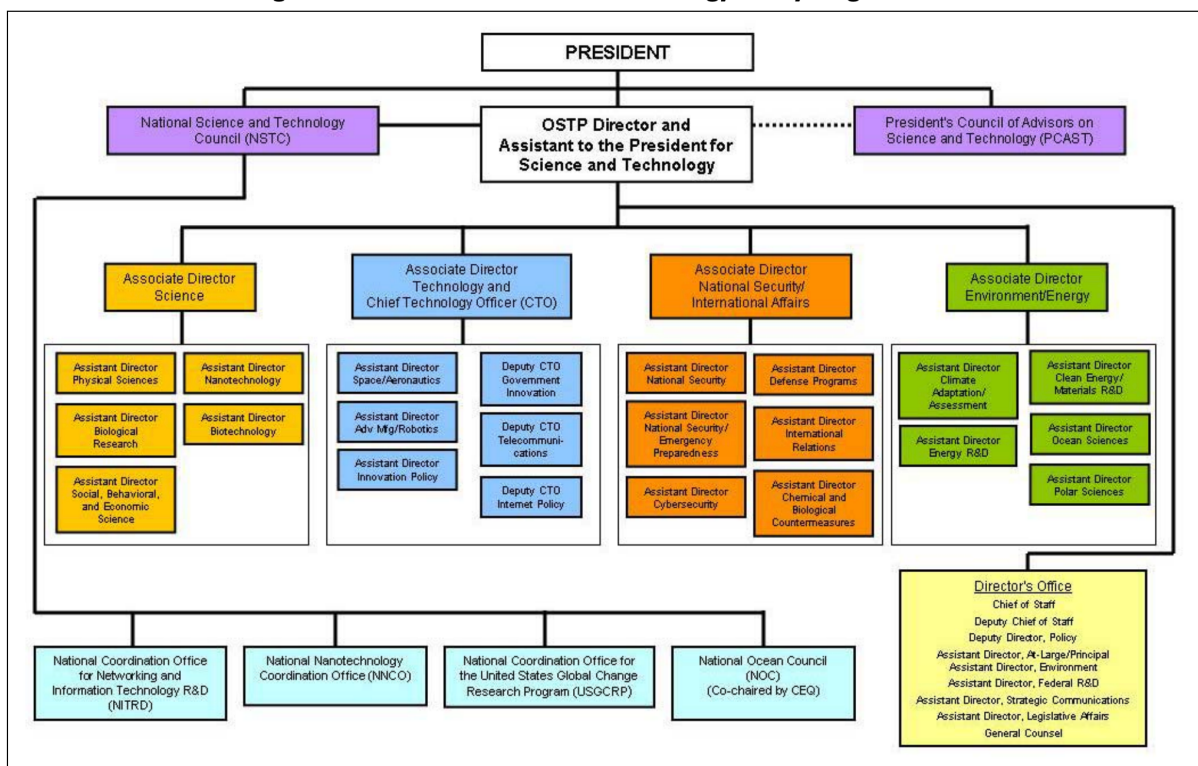 PRESIDENT
National Science and Technology
Council (NSTC)
OSTP Director and
Assistant to the President for
Science and Technology
President's Council of Advisors on
Science and Technology (PCAST)
Associate Director
Science
Associate Director
Technology and
Chief Technology Officer (CTO)
Associate Director
National Security/
International Affairs
Associate Director
Environment/Energy
Assistant Director
Physical Sciences
Assistant Director
Nanotechnology
Assistant Director
Biological
Research
Assistant Director
Biotechnology
Assistant Director
Social, Behavioral,
and Economic
Science
Assistant Director
Space/Aeronautics
Deputy CTO
Government
Innovation
Assistant Director
Adv Mfg/Robotics
Deputy CTO
Telecommuni-
cations
Assistant Director
Innovation Policy
Deputy CTO
Internet Policy
Assistant Director
National Security
Assistant Director
Defense Programs
Assistant Director
National Security/
Emergency
Preparedness
Assistant Director
International
Relations
Assistant Director
Cybersecurity
Assistant Director
Chemical and
Biological
Countermeasures
Assistant Director
Climate
Adaptation/
Assessment
Assistant Director
Clean Energy/
Materials R&D
Assistant Director
Energy R&D
Assistant Director
Ocean Sciences
Assistant Director
Polar Sciences
National Coordination Office
for Networking and
Information Technology R&D
(NITRD)
National Nanotechnology
Coordination Office (NNCO)
National Coordination Office for
the United States Global Change
Research Program (USGCRP)
National Ocean Council
(NOC)
(Co-chaired by CEQ)
Director's Office
Chief of Staff
Deputy Chief of Staff
Deputy Director, Policy
Assistant Director, At-Large/Principal
Assistant Director, Environment
Assistant Director, Federal R&D
Assistant Director, Strategic Communications
Assistant Director, Legislative Affairs
General Counsel